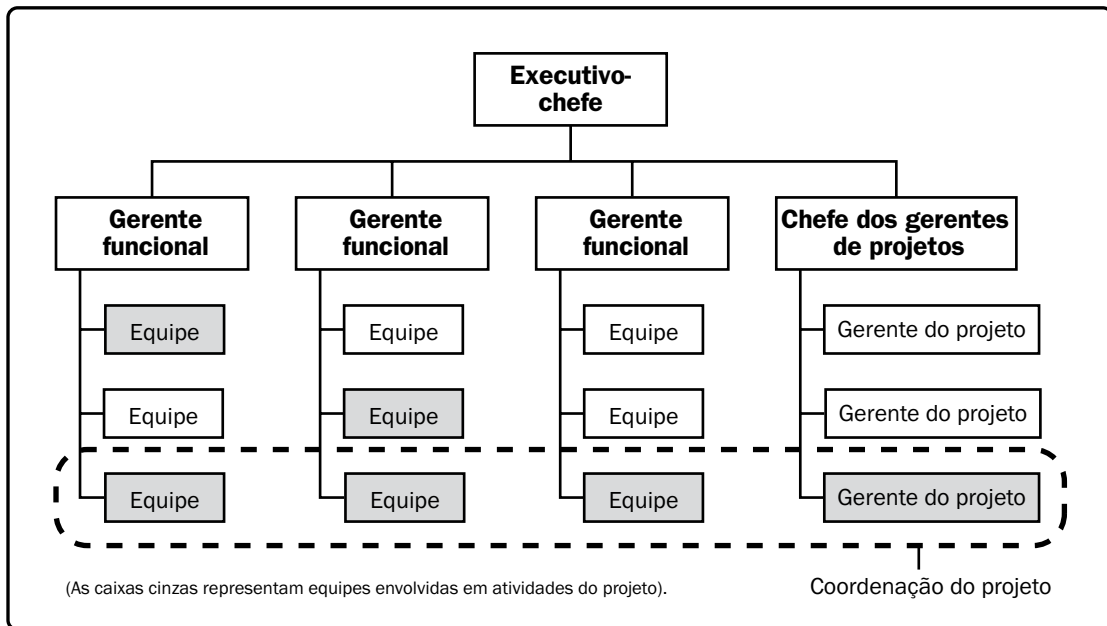 Executivo-
chefe
Gerente
funcional
Gerente
funcional
Gerente
funcional
Chefe dos gerentes
de projetos
Equipe
Equipe
Equipe
Gerente do projeto
Equipe
Equipe
Equipe
Gerente do projeto
Equipe
Equipe
Equipe
Gerente do projeto
(As caixas cinzas representam equipes envolvidas em atividades do projeto).
Coordenação do projeto